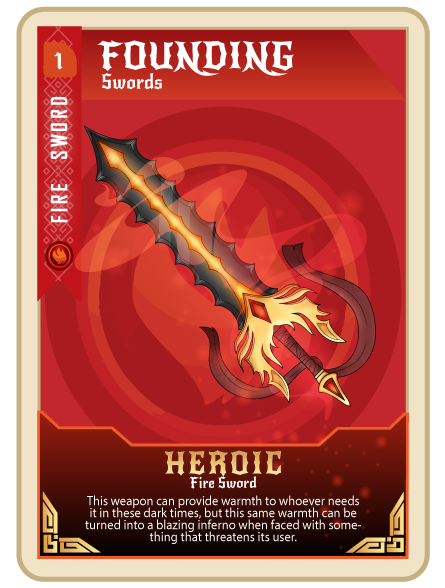 1
FOUNDING
Swords
FIRE SWORD
HEROIC
Fire Sword
This weapon can provide warmth to whoever needs
it in these dark times, but this same warmth can be
turned into a blazing inferno when faced with some-
thing that threatens its user.